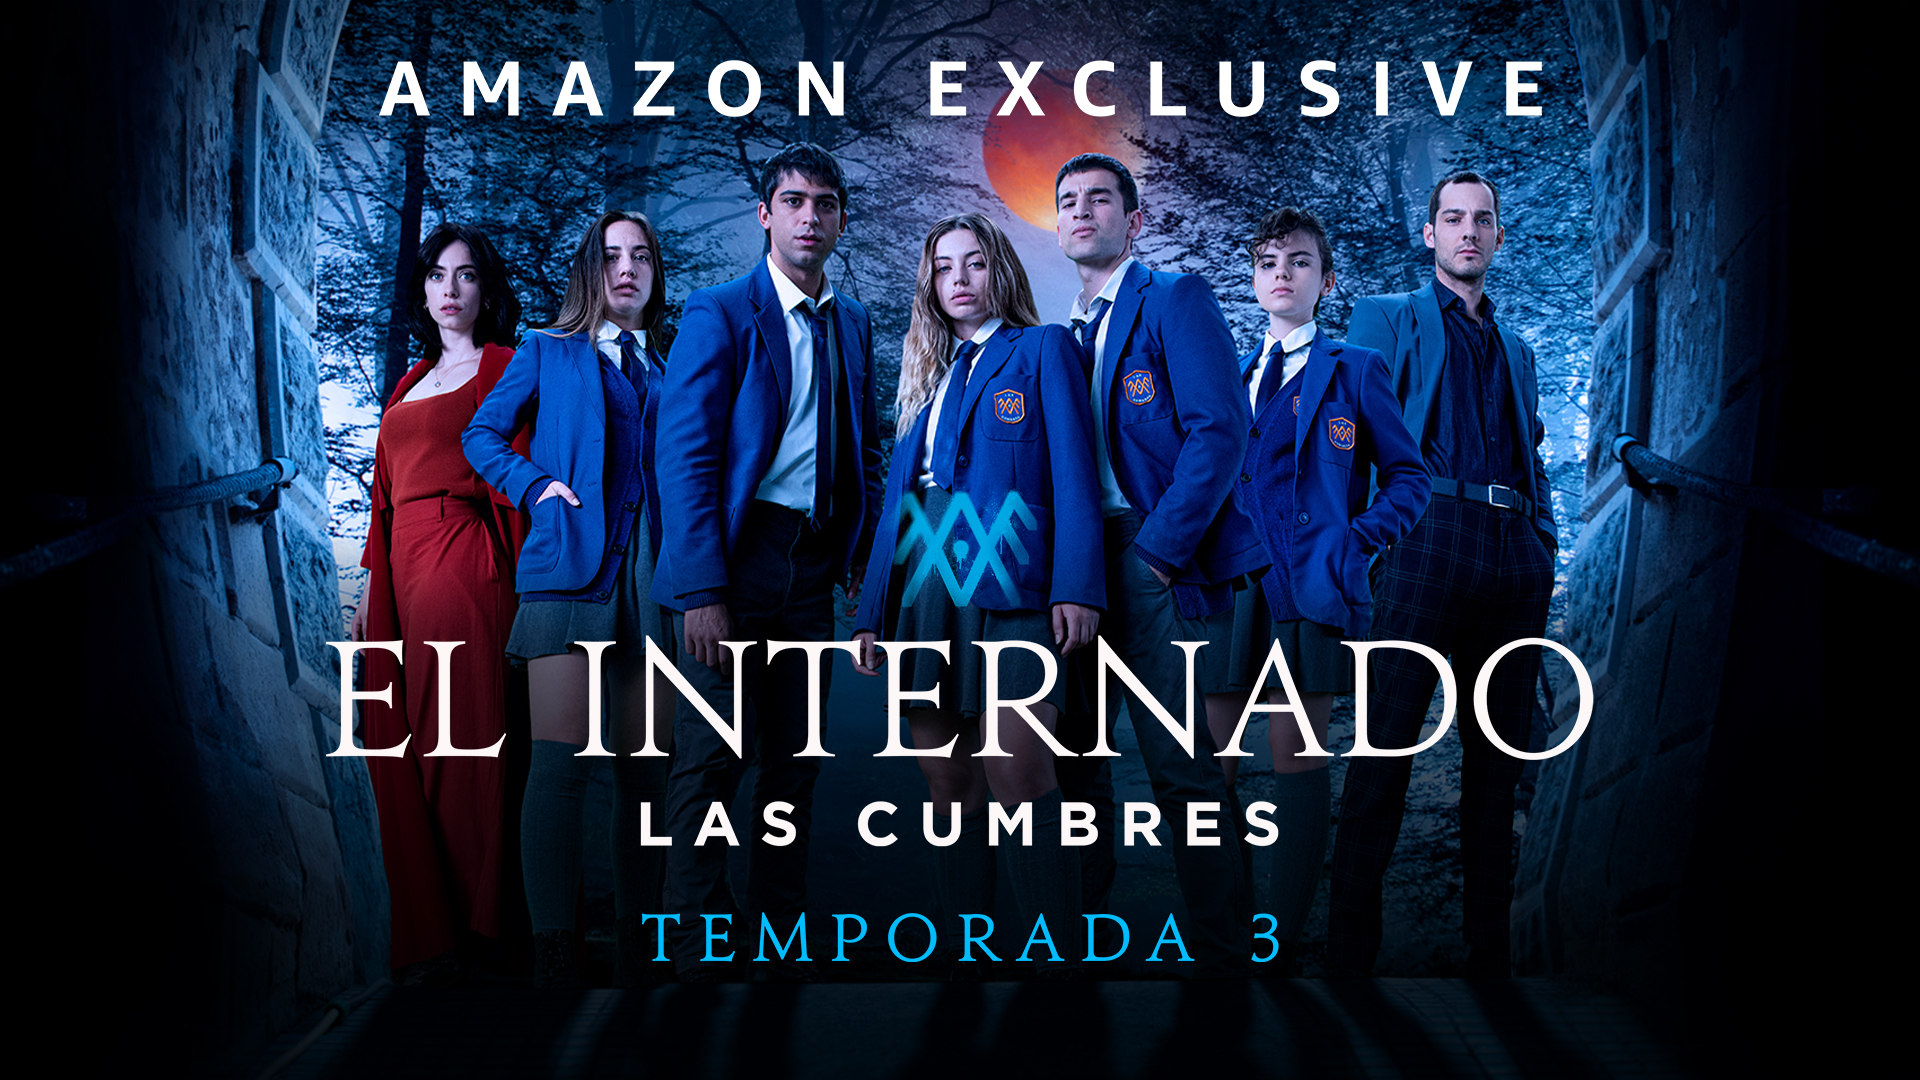 AMAZON EXCLUSIVE
EL INTERNADO
LAS CUMBRES
TEMPORADA 3